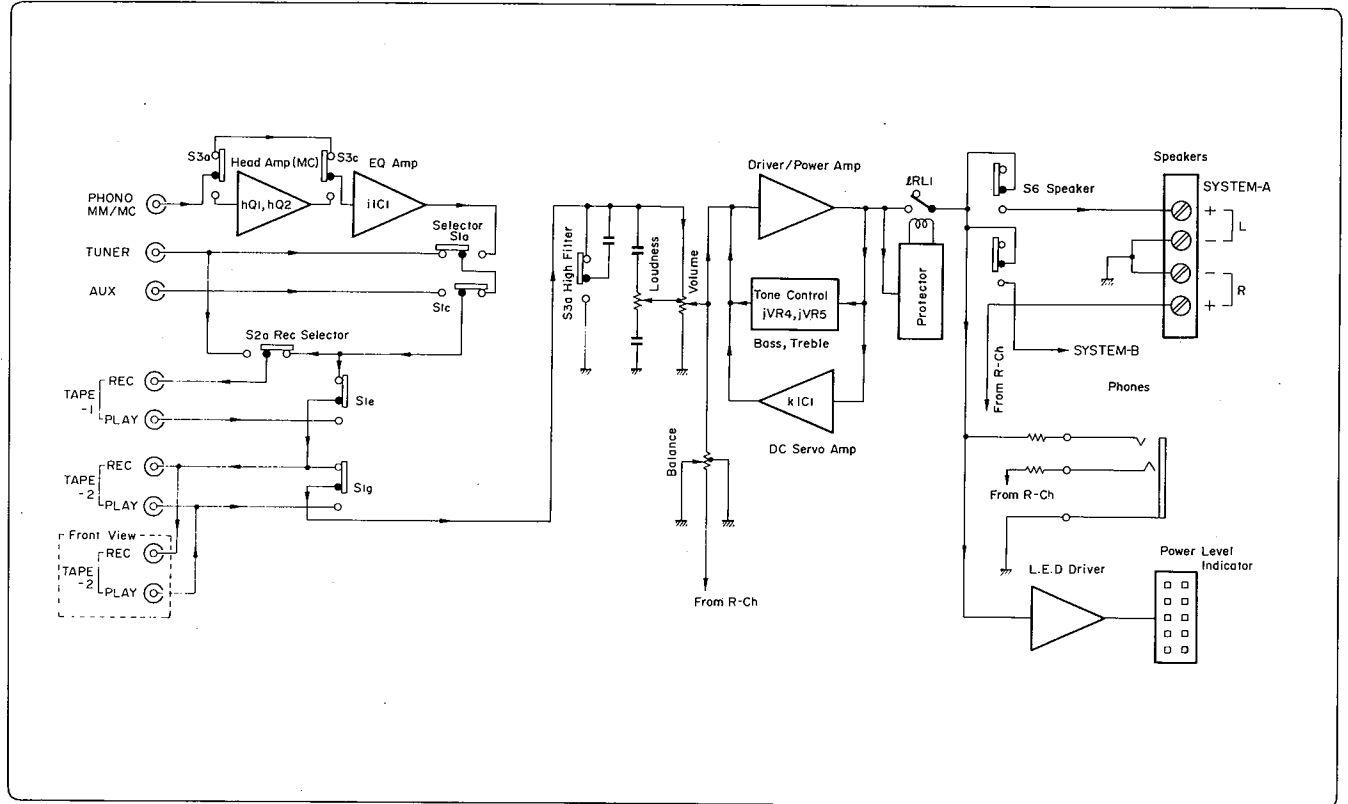 S3a
Head Amp (MC)
S3c
EQ Amp
PHONO
MM/MC
hQ1, hQ2
iIC1
Selector
S1a
TUNER
AUX
S1c
S2a Rec Selector
REC
TAPE
-1
PLAY
S1e
REC
TAPE
-2
PLAY
S1g
Front View
REC
TAPE
-2
PLAY
S3a High Filter
Loudness
Volume
Balance
From R-Ch
Driver/Power Amp
Tone Control
jVR4, jVR5
Bass, Treble
kIC1
DC Servo Amp
ℓRL1
Protector
S6 Speaker
Speakers
SYSTEM-A
+
L
−
−
R
+
SYSTEM-B
From R-Ch
Phones
From R-Ch
L.E.D Driver
Power Level
Indicator